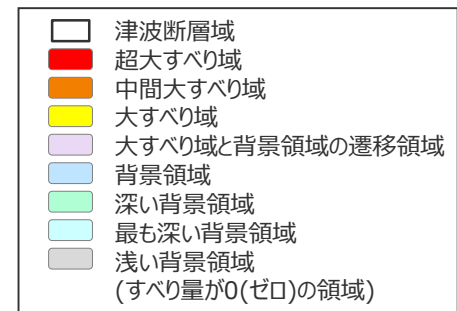 津波断層域
超大すべり域
中間大すべり域
大すべり域
大すべり域と背景領域の遷移領域
背景領域
深い背景領域
最も深い背景領域
浅い背景領域
(すべり量が0(ゼロ)の領域)